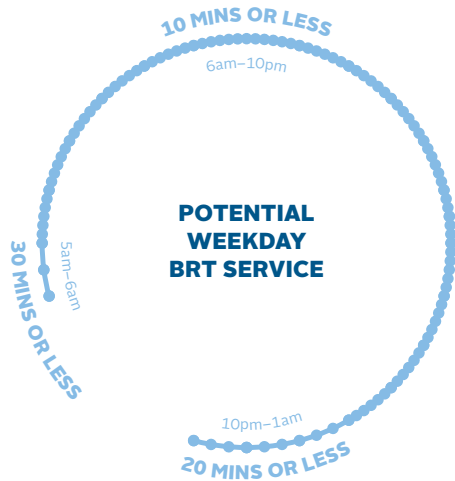 10 MINS OR LESS
6am–10pm
POTENTIAL
WEEKDAY
BRT SERVICE
5am–6am
30 MINS OR LESS
10pm–1am
20 MINS OR LESS